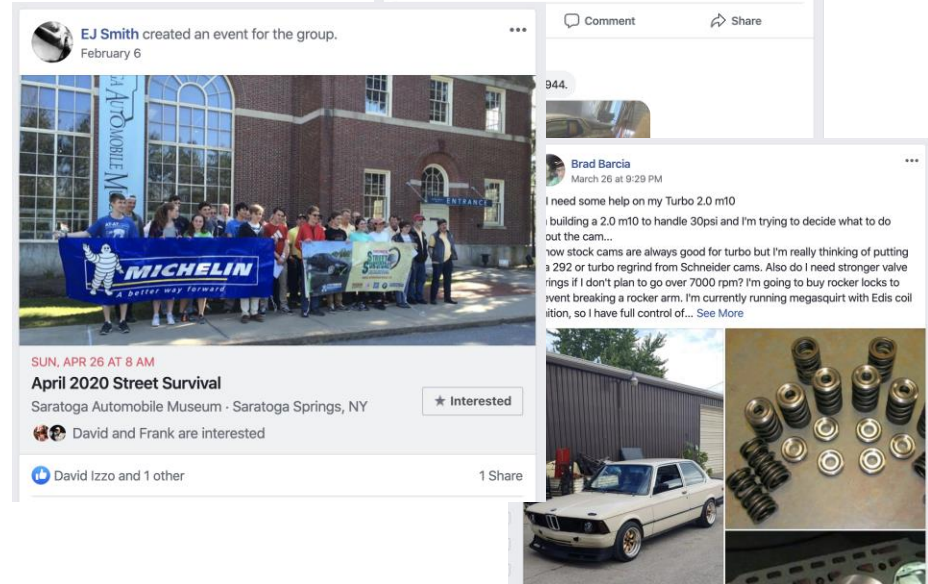 EJ Smith created an event for the group.
February 6
MICHELIN
A better way forward
STREET
SURVIVAL
ENTRANCE
SUN, APR 26 AT 8 AM
April 2020 Street Survival
Saratoga Automobile Museum · Saratoga Springs, NY
★ Interested
David and Frank are interested
David Izzo and 1 other
1 Share
Comment
Share
944.
Brad Barcia
March 26 at 9:29 PM
I need some help on my Turbo 2.0 m10
building a 2.0 m10 to handle 30psi and I'm trying to decide what to do
out the cam...
now stock cams are always good for turbo but I'm really thinking of putting
a 292 or turbo regrind from Schneider cams. Also do I need stronger valve
rings if I don't plan to go over 7000 rpm? I'm going to buy rocker locks to
event breaking a rocker arm. I'm currently running megasquirt with Edis coil
ition, so I have full control of... See More